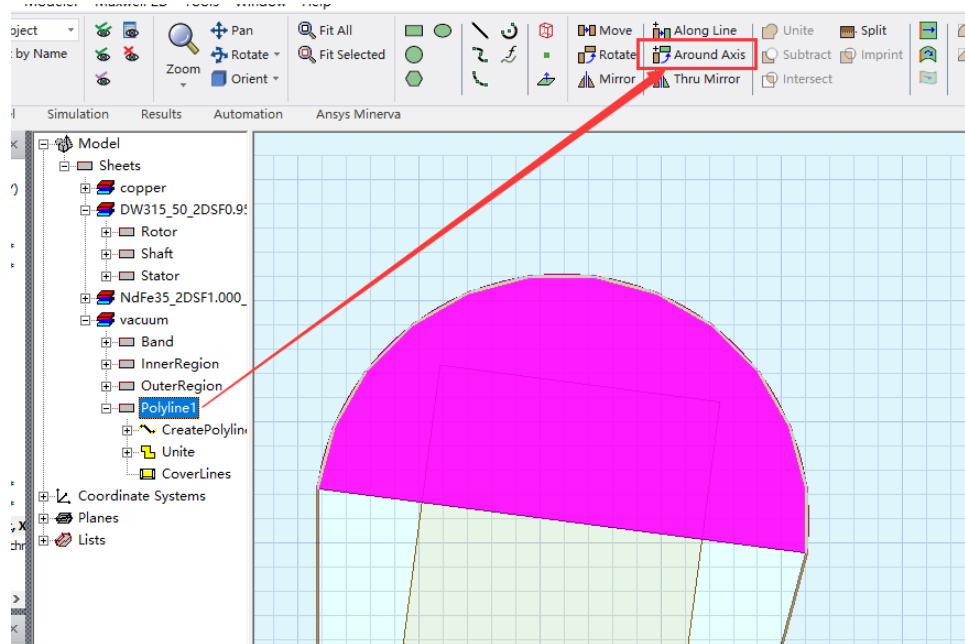 Modeler Maxwell 2D Tools Window Help
Pan Fit All Move Along Line Unite Split
by Name Zoom Rotate Fit Selected Rotate Around Axis Subtract Imprint
Orient Mirror Thru Mirror Intersect
Simulation Results Automation Ansys Minerva
Model
Sheets
copper
DW315_50_2DSF0.95
Rotor
Shaft
Stator
NdFe35_2DSF1.000_
vacuum
Band
InnerRegion
OuterRegion
Polyline1
CreatePolylin
Unite
CoverLines
Coordinate Systems
Planes
Lists